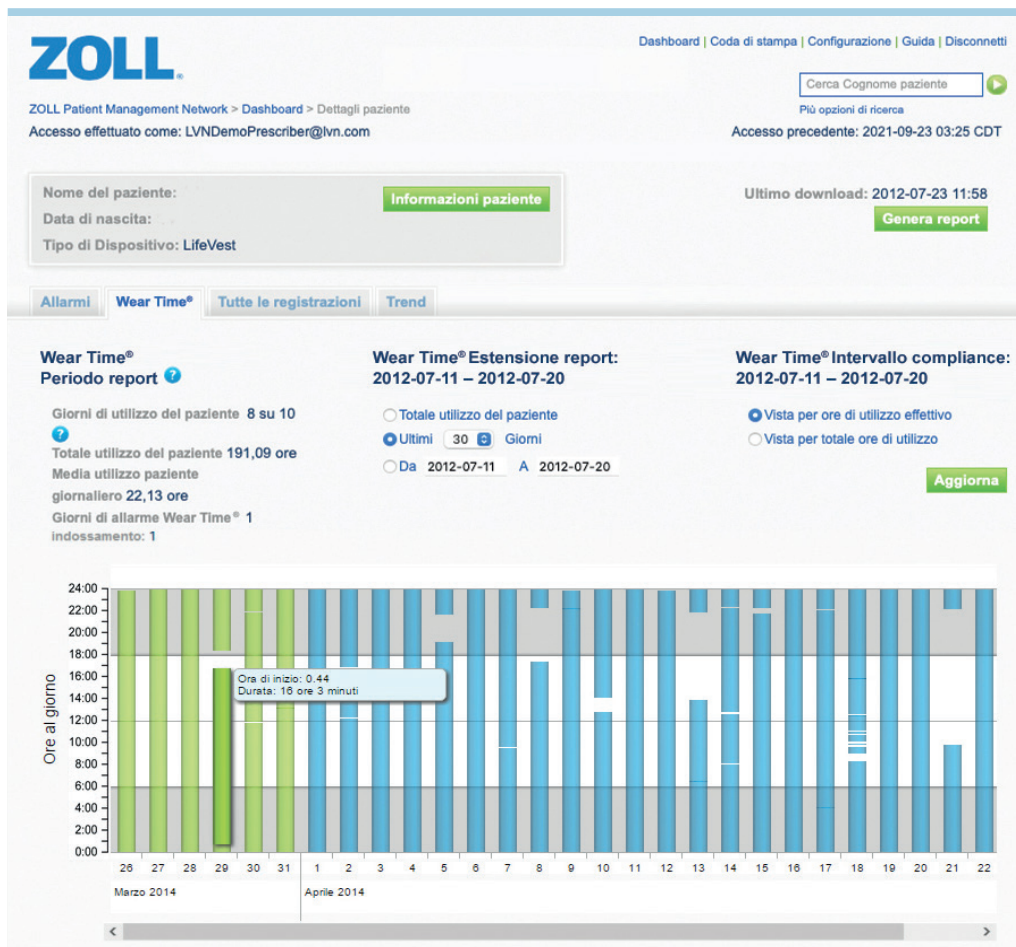 ZOLL®
Dashboard | Coda di stampa | Configurazione | Guida | Disconnetti
Cerca Cognome paziente
Più opzioni di ricerca
ZOLL Patient Management Network > Dashboard > Dettagli paziente
Accesso effettuato come: LVNDemoPrescriber@lvn.com
Accesso precedente: 2021-09-23 03:25 CDT
Nome del paziente:
Informazioni paziente
Data di nascita:
Tipo di Dispositivo: LifeVest
Ultimo download: 2012-07-23 11:58
Genera report
Allarmi Wear Time® Tutte le registrazioni Trend
Wear Time®
Periodo report ?
Giorni di utilizzo del paziente 8 su 10
?
Totale utilizzo del paziente 191,09 ore
Media utilizzo paziente
giornaliero 22,13 ore
Giorni di allarme Wear Time® 1
indossamento: 1
Wear Time® Estensione report:
2012-07-11 – 2012-07-20
Totale utilizzo del paziente
Ultimi 30 Giorni
Da 2012-07-11 A 2012-07-20
Wear Time® Intervallo compliance:
2012-07-11 – 2012-07-20
Vista per ore di utilizzo effettivo
Vista per totale ore di utilizzo
Aggiorna
Ore al giorno
24:00
22:00
20:00
18:00
16:00
14:00
12:00
10:00
8:00
6:00
4:00
2:00
0:00
Ora di inizio: 0.44
Durata: 16 ore 3 minuti
26 27 28 29 30 31 1 2 3 4 5 6 7 8 9 10 11 12 13 14 15 16 17 18 19 20 21 22
Marzo 2014 Aprile 2014